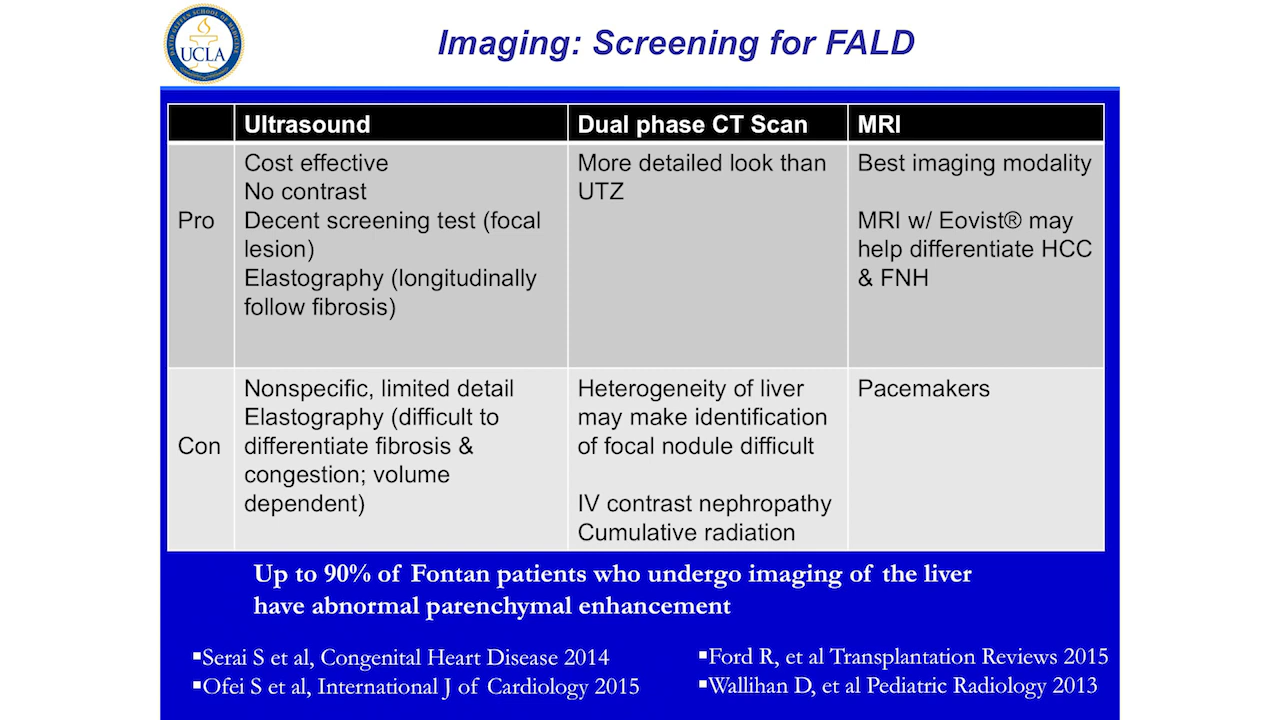 UCLA
Imaging: Screening for FALD
Ultrasound
Dual phase CT Scan
MRI
Pro
Cost effective
No contrast
Decent screening test (focal
lesion)
Elastography (longitudinally
follow fibrosis)
More detailed look than
UTZ
Best imaging modality
MRI w/ Eovist® may
help differentiate HCC
& FNH
Con
Nonspecific, limited detail
Elastography (difficult to
differentiate fibrosis &
congestion; volume
dependent)
Heterogeneity of liver
may make identification
of focal nodule difficult
IV contrast nephropathy
Cumulative radiation
Pacemakers
Up to 90% of Fontan patients who undergo imaging of the liver
have abnormal parenchymal enhancement
▪Serai S et al, Congenital Heart Disease 2014
▪Ofei S et al, International J of Cardiology 2015
▪Ford R, et al Transplantation Reviews 2015
▪Wallihan D, et al Pediatric Radiology 2013